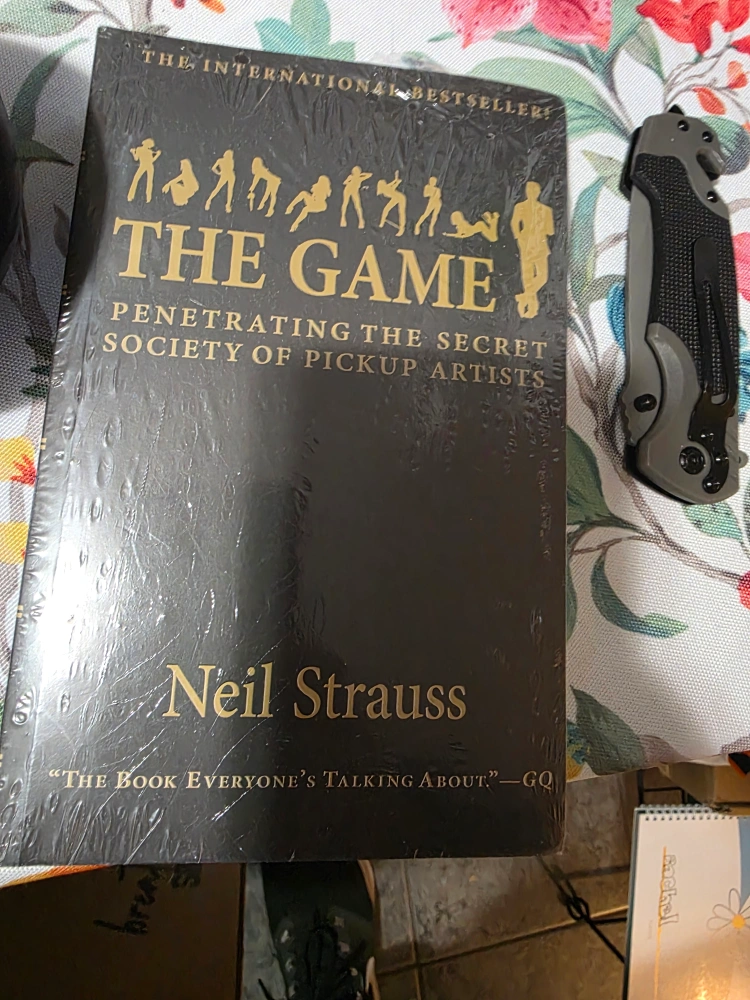 THE INTERNATIONAL BESTSELLER!
THE GAME
PENETRATING THE SECRET
SOCIETY OF PICKUP ARTISTS
Neil Strauss
“THE BOOK EVERYONE’S TALKING ABOUT.”—GQ
rachel